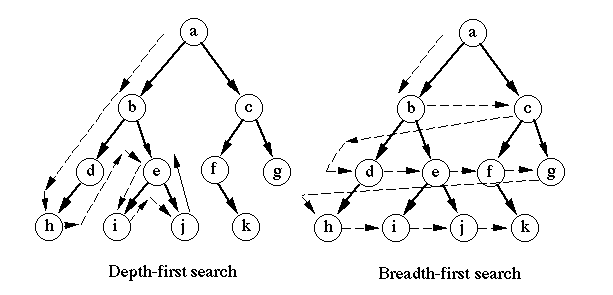 a a
b c b c
d e f g d e f g
h i j k h i j k
Depth-first search Breadth-first search